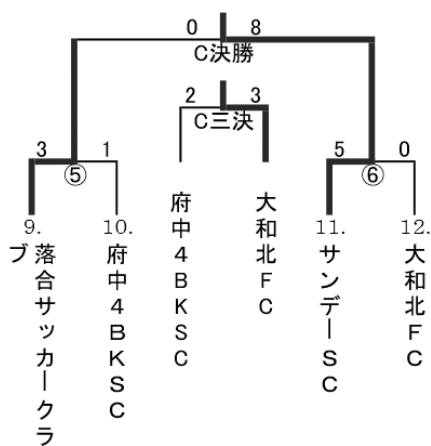 0 8
C決勝
2 3
C三決
3 1
⑤
5 0
⑥
9.
落合サッカークラブ
10.
府中4BKSC
府中4BKSC
大和北FC
11.
サンデーSC
12.
大和北FC